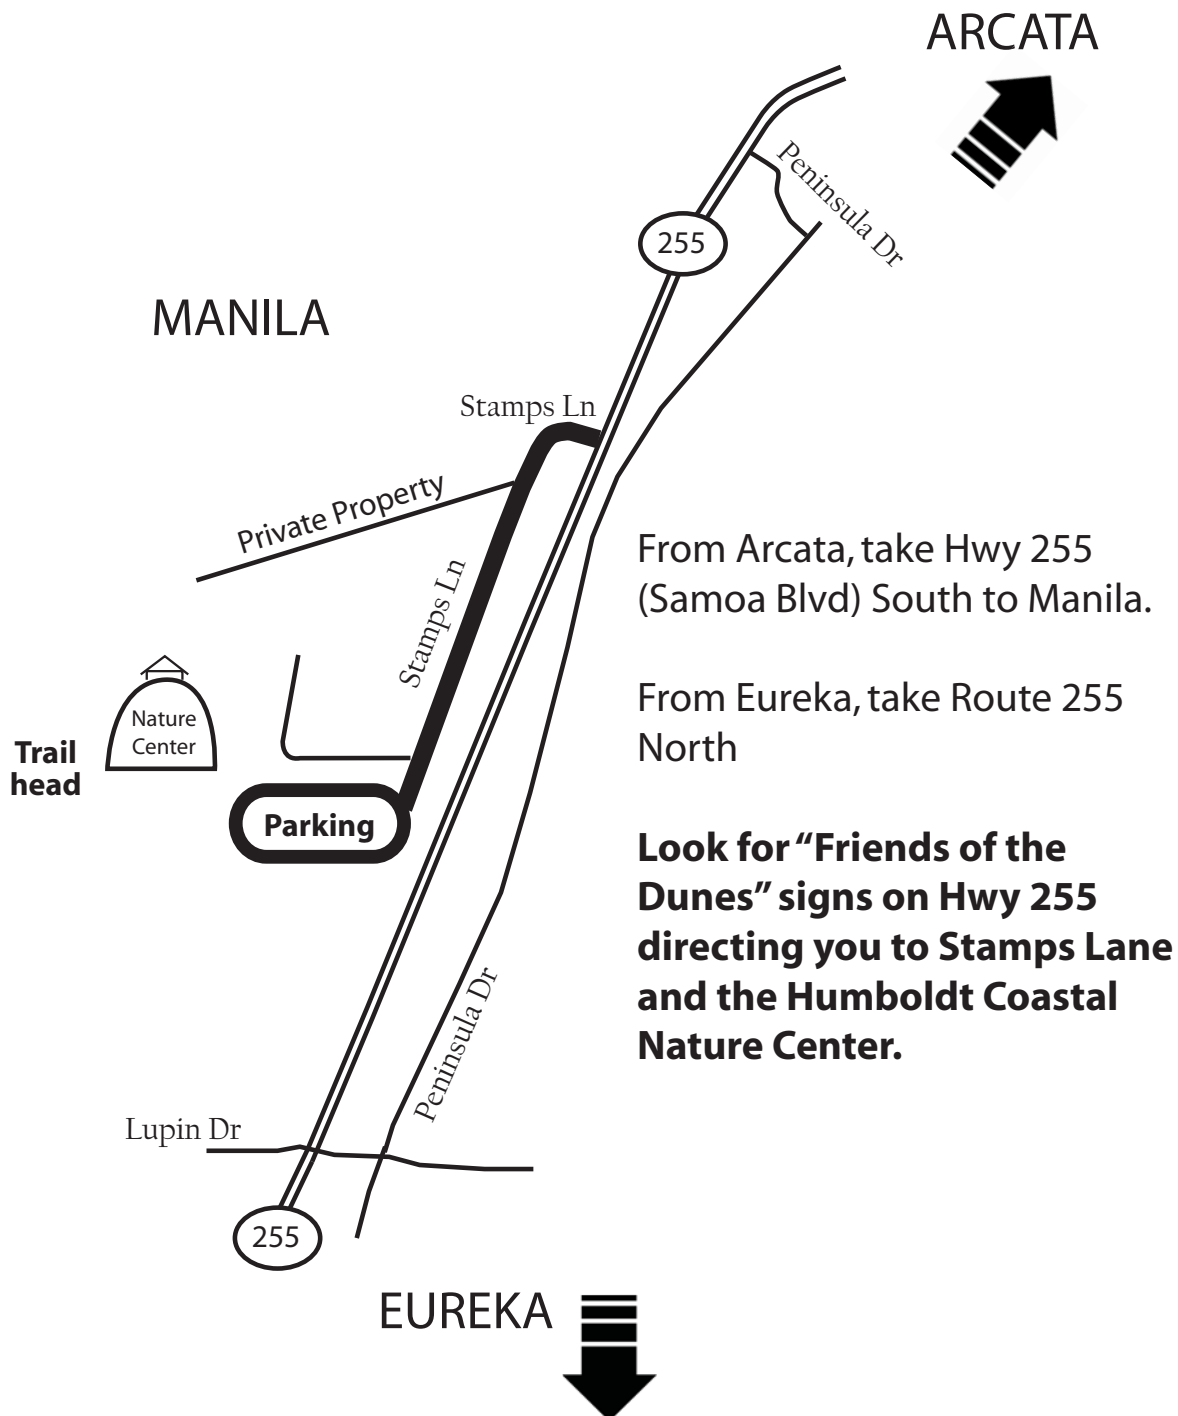 ARCATA
Peninsula Dr
255
MANILA
Stamps Ln
Private Property
Stamps Ln
From Arcata, take Hwy 255
(Samoa Blvd) South to Manila.
From Eureka, take Route 255
North
Nature
Center
Trail
head
Parking
Look for “Friends of the
Dunes” signs on Hwy 255
directing you to Stamps Lane
and the Humboldt Coastal
Nature Center.
Peninsula Dr
Lupin Dr
255
EUREKA